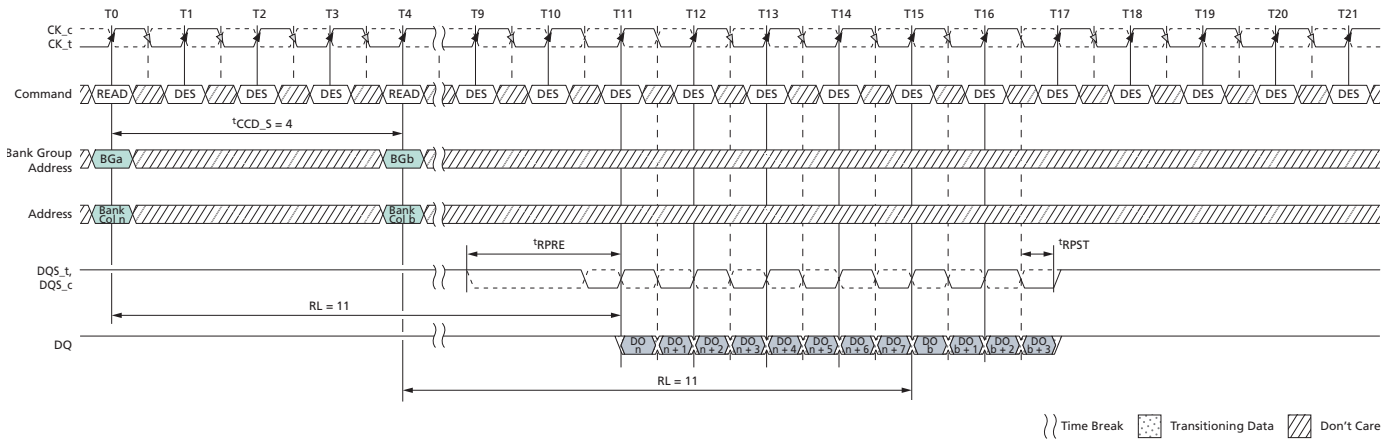 T0 T1 T2 T3 T4 T9 T10 T11 T12 T13 T14 T15 T16 T17 T18 T19 T20 T21
CK_c
CK_t
Command READ DES DES DES READ DES DES DES DES DES DES DES DES DES DES DES DES DES
tCCD_S = 4
Bank Group
Address
BGa BGb
Address
Bank
Col n
Bank
Col b
tRPRE tRPST
DQS_t,
DQS_c
RL = 11
DQ
DO
n
DO
n + 1
DO
n + 2
DO
n + 3
DO
n + 4
DO
n + 5
DO
n + 6
DO
n + 7
DO
b
DO
b + 1
DO
b + 2
DO
b + 3
RL = 11
Time Break Transitioning Data Don't Care